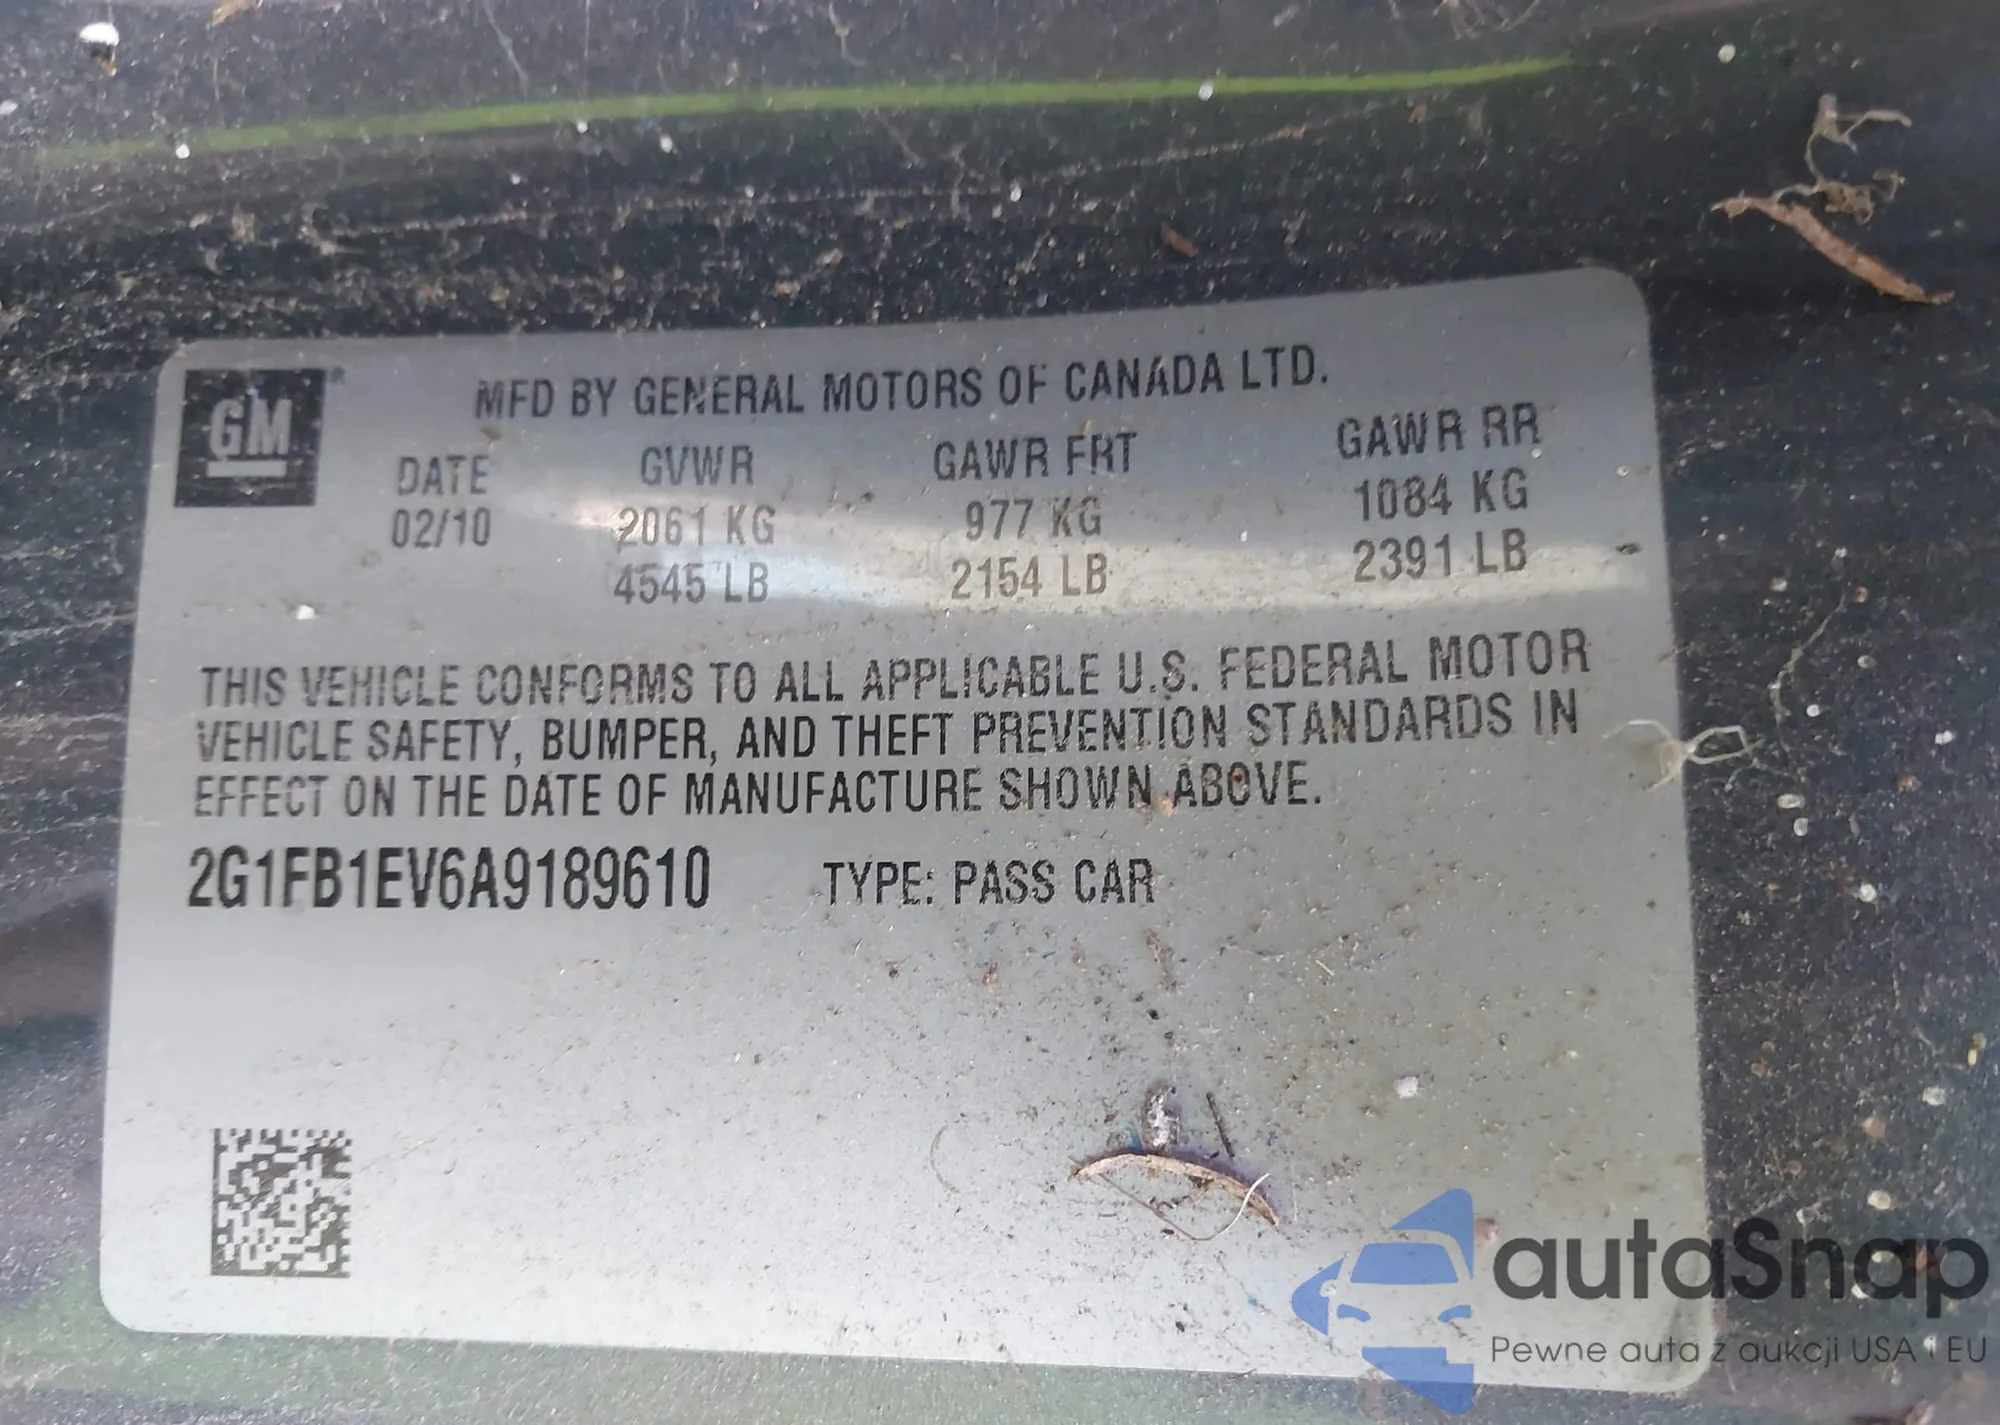 GM
MFD BY GENERAL MOTORS OF CANADA LTD.
DATE GVWR GAWR FRT GAWR RR
02/10 2061 KG 977 KG 1084 KG
4545 LB 2154 LB 2391 LB
THIS VEHICLE CONFORMS TO ALL APPLICABLE U.S. FEDERAL MOTOR
VEHICLE SAFETY, BUMPER, AND THEFT PREVENTION STANDARDS IN
EFFECT ON THE DATE OF MANUFACTURE SHOWN ABOVE.
2G1FB1EV6A9189610 TYPE: PASS CAR
autaSnap
Pewne auta z aukcji USA i EU